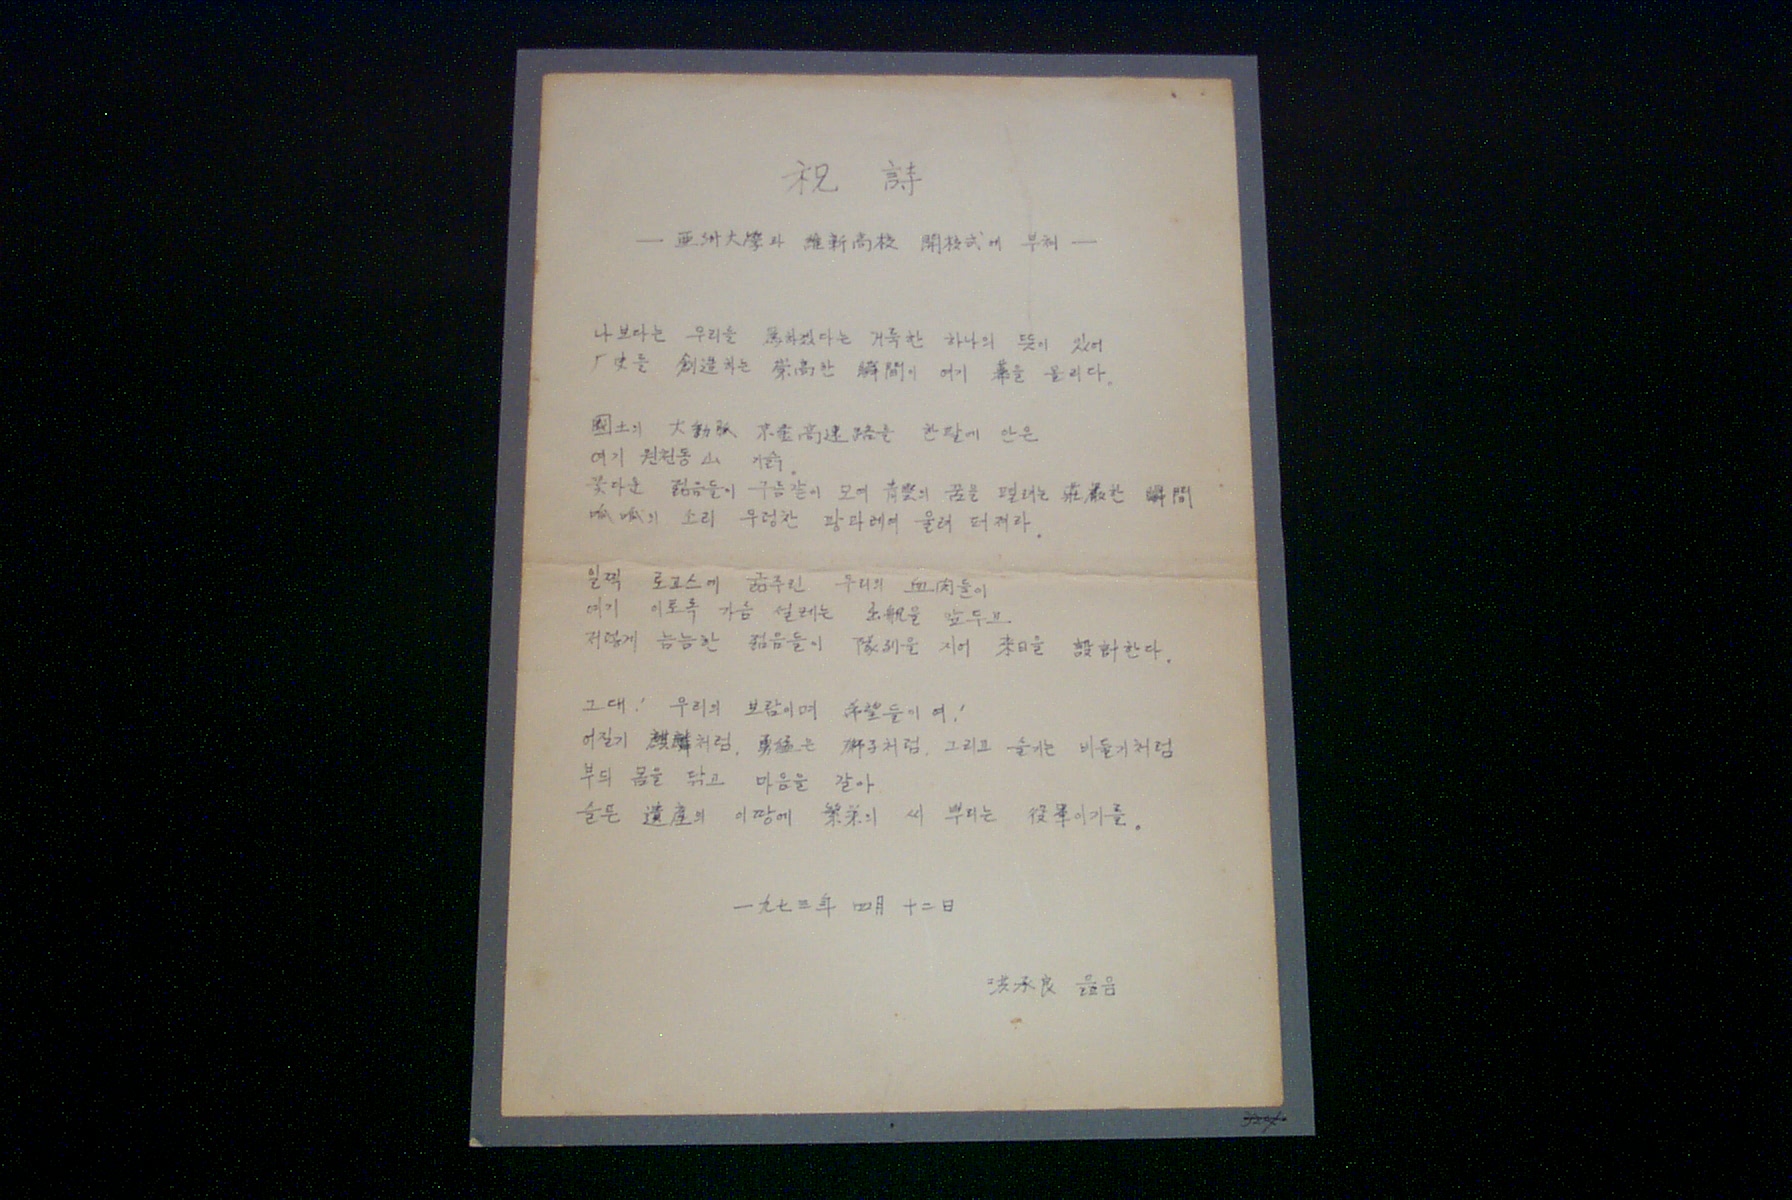 祝 詩
— 亜洲大學과 維新高校 開校式에 부쳐 —
나보다는 우리를 爲하겠다는 거룩한 하나의 뜻이 있어
史를 創造하는 崇高한 瞬間이 여기 幕을 올리다.
國土의 大動脈 京釜高速路를 한팔에 안은
여기 원천동山 기슭.
꽃다운 젊음들이 구름같이 모여 靑雲의 꿈을 펼려는 莊嚴한 瞬間
呱呱의 소리 우렁찬 팡파레여 울려 퍼져라.
일찍 로고스에 굶주린 우리의 血肉들이
여기 이토록 가슴 설레는 出航을 앞두고
저렇게 늠늠한 젊음들이 隊列을 지어 來日을 設計한다.
그대! 우리의 보람이며 希望들이여!
어질기 麒麟처럼, 勇猛은 獅子처럼, 그리고 슬기는 비둘기처럼
부디 몸을 닦고 마음을 갈아
슬픈 遺産의 이땅에 繁榮의 씨 뿌리는 役軍이기를.
一九七三年 四月 十二日
洪承良 읊음